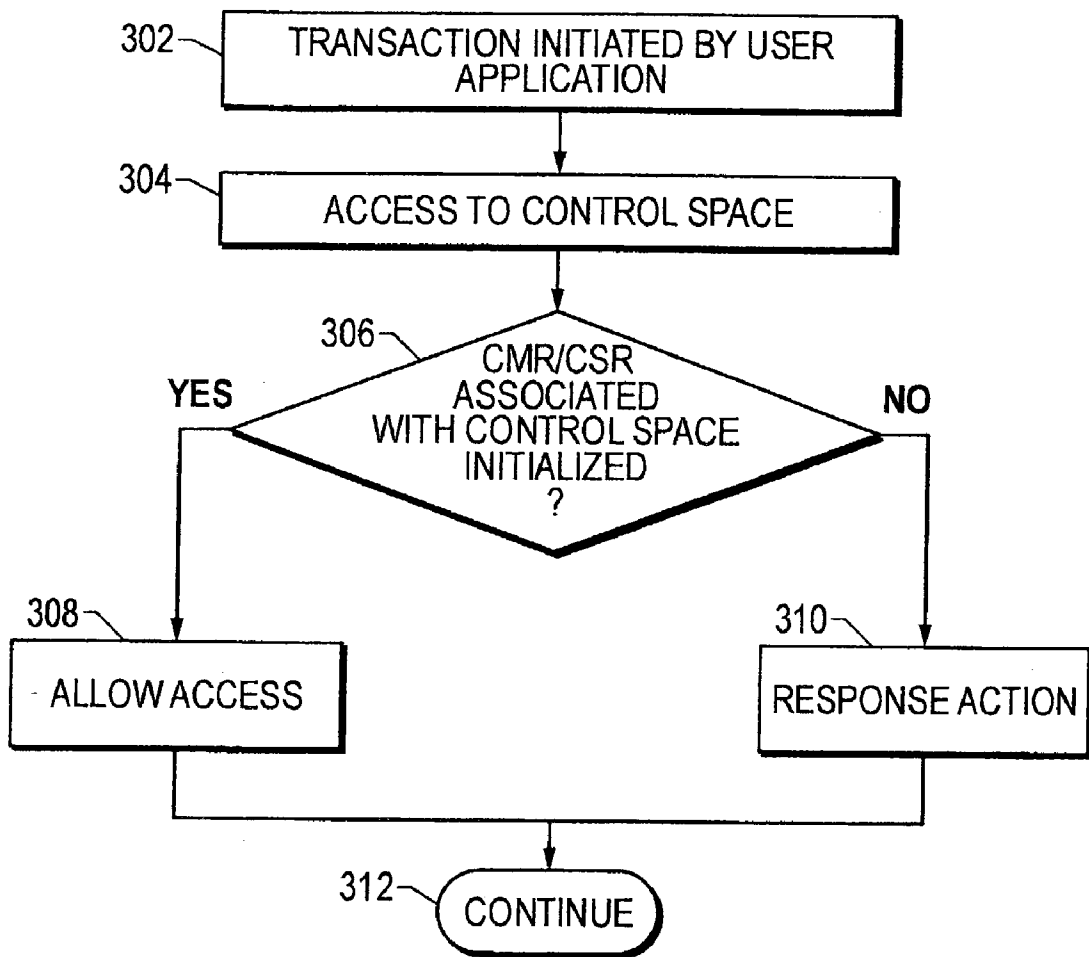 302
TRANSACTION INITIATED BY USER
APPLICATION
304
ACCESS TO CONTROL SPACE
306
CMR/CSR
ASSOCIATED
WITH CONTROL SPACE
INITIALIZED
?
YES
NO
308
ALLOW ACCESS
310
RESPONSE ACTION
312
CONTINUE